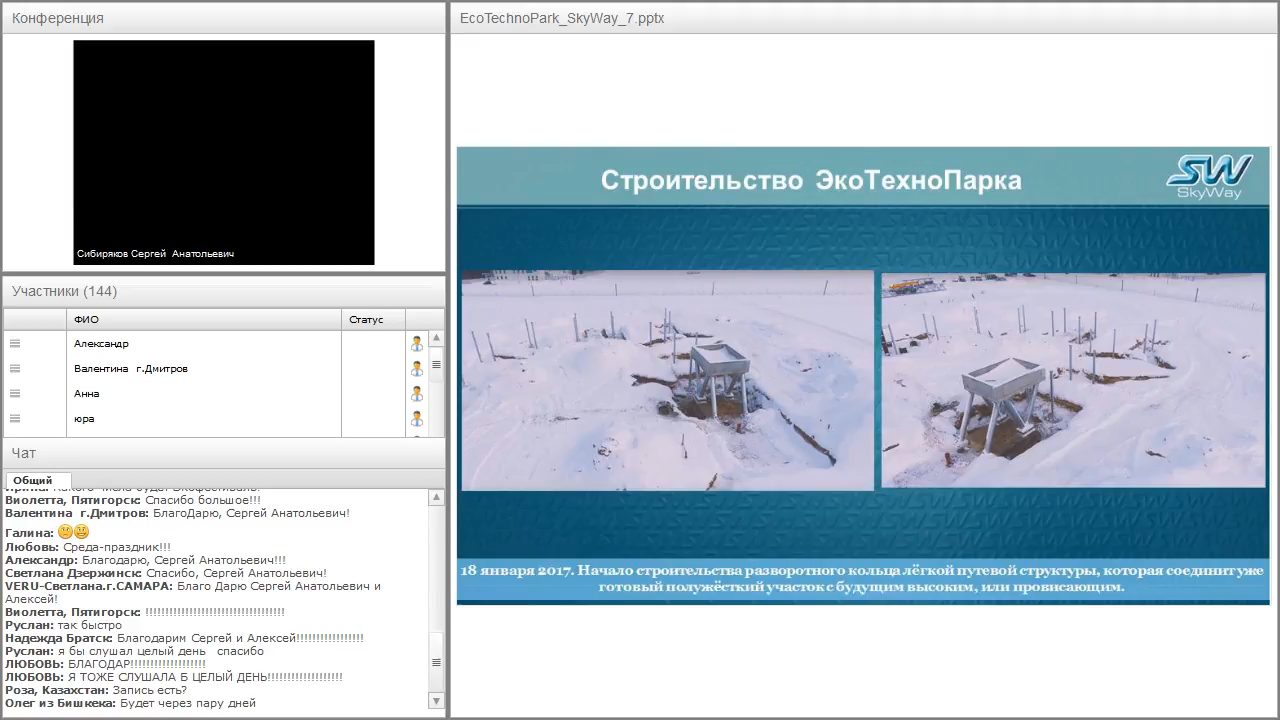 Конференция
Сибиряков Сергей Анатольевич
Участники (144)
ФИО
Статус
Александр
Валентина г.Дмитров
Анна
юра
Чат
Общий
Виолетта, Пятигорск: Спасибо большое!!!
Валентина г.Дмитров: БлагоДарю, Сергей Анатольевич!
Галина:
Любовь: Среда-праздник!!!
Александр: Благодарю, Сергей Анатольевич!!!
Светлана Дзержинск: Спасибо, Сергей Анатольевич!
VERU-Светлана.г.САМАРА: Благо Дарю Сергей Анатольевич и
Алексей!
Виолетта, Пятигорск: !!!!!!!!!!!!!!!!!!!!!!!!!!!!!!!!!!!
Руслан: так быстро
Надежда Братск: Благодарим Сергей и Алексей!!!!!!!!!!!!!!!!!
Руслан: я бы слушал целый день спасибо
ЛЮБОВЬ: БЛАГОДАР!!!!!!!!!!!!!!!!!!!
ЛЮБОВЬ: Я ТОЖЕ СЛУШАЛА Б ЦЕЛЫЙ ДЕНЬ!!!!!!!!!!!!!!!!!!!
Роза, Казахстан: Запись есть?
Олег из Бишкека: Будет через пару дней
EcoTechnoPark_SkyWay_7.pptx
Строительство ЭкоТехноПарка
SW
SkyWay
18 января 2017. Начало строительства разворотного кольца лёгкой путевой структуры, которая соединит уже
готовый полужёсткий участок с будущим высоким, или провисающим.